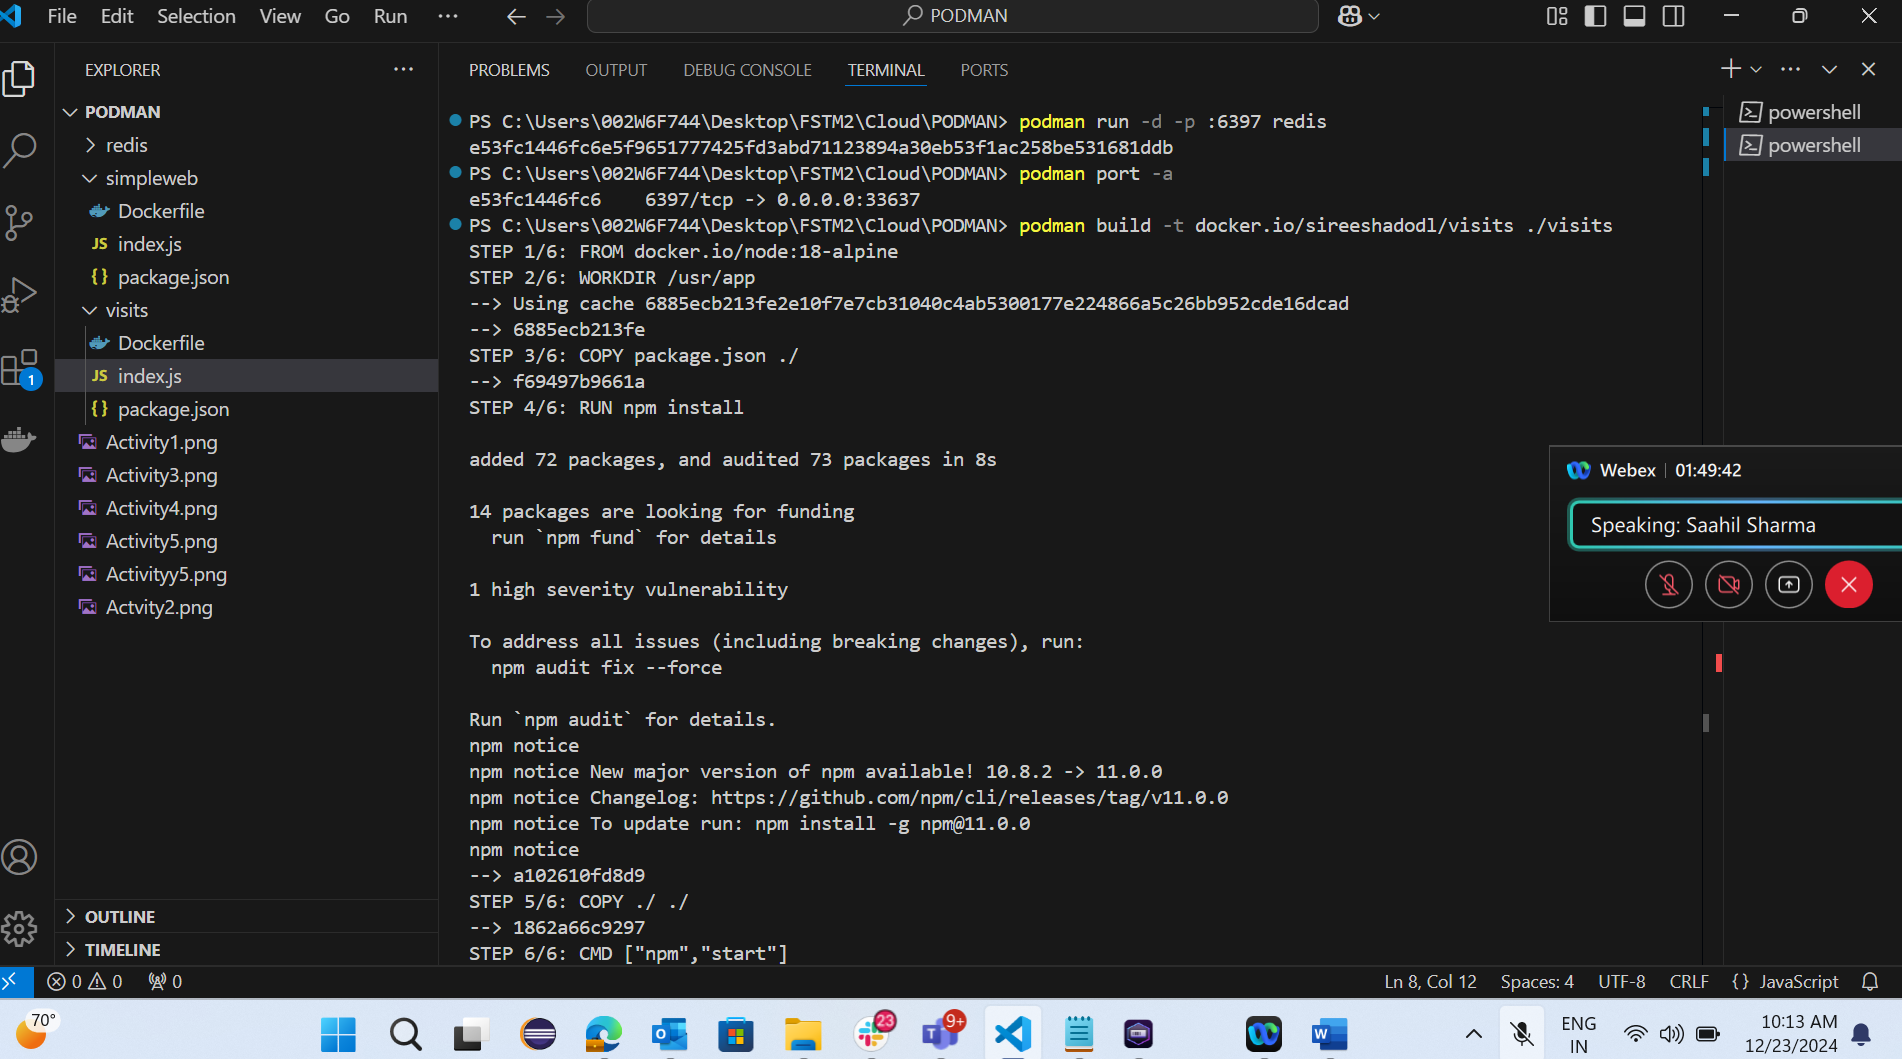 File Edit Selection View Go Run ··· PODMAN
EXPLORER ···
PODMAN
redis
simpleweb
Dockerfile
JS index.js
{} package.json
visits
Dockerfile
JS index.js
{} package.json
Activity1.png
Activity3.png
Activity4.png
Activity5.png
Activityy5.png
Actvity2.png
OUTLINE
TIMELINE
1
PROBLEMS OUTPUT DEBUG CONSOLE TERMINAL PORTS
PS C:\Users\002W6F744\Desktop\FSTM2\Cloud\PODMAN> podman run -d -p :6397 redis
e53fc1446fc6e5f9651777425fd3abd71123894a30eb53f1ac258be531681ddb
PS C:\Users\002W6F744\Desktop\FSTM2\Cloud\PODMAN> podman port -a
e53fc1446fc6    6397/tcp -> 0.0.0.0:33637
PS C:\Users\002W6F744\Desktop\FSTM2\Cloud\PODMAN> podman build -t docker.io/sireeshadodl/visits ./visits
STEP 1/6: FROM docker.io/node:18-alpine
STEP 2/6: WORKDIR /usr/app
--> Using cache 6885ecb213fe2e10f7e7cb31040c4ab5300177e224866a5c26bb952cde16dcad
--> 6885ecb213fe
STEP 3/6: COPY package.json ./
--> f69497b9661a
STEP 4/6: RUN npm install
added 72 packages, and audited 73 packages in 8s
14 packages are looking for funding
  run `npm fund` for details
1 high severity vulnerability
To address all issues (including breaking changes), run:
  npm audit fix --force
Run `npm audit` for details.
npm notice
npm notice New major version of npm available! 10.8.2 -> 11.0.0
npm notice Changelog: https://github.com/npm/cli/releases/tag/v11.0.0
npm notice To update run: npm install -g npm@11.0.0
npm notice
--> a102610fd8d9
STEP 5/6: COPY ./ ./
--> 1862a66c9297
STEP 6/6: CMD ["npm","start"]
powershell
powershell
Webex | 01:49:42
Speaking: Saahil Sharma
0 0 0 Ln 8, Col 12 Spaces: 4 UTF-8 CRLF {} JavaScript
70° 23 9+ ENG IN 10:13 AM 12/23/2024